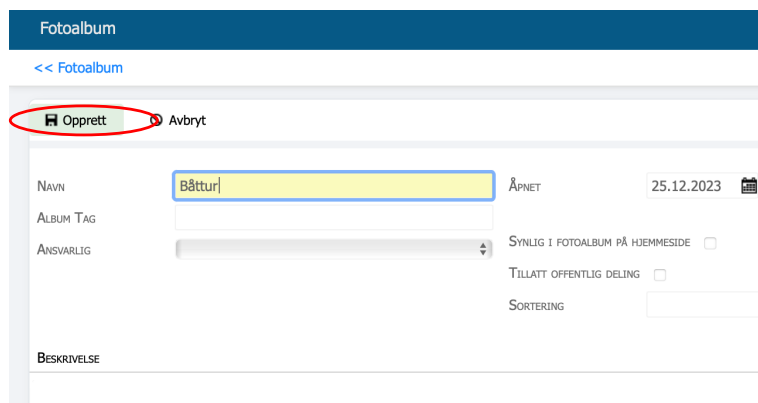 Fotoalbum
<< Fotoalbum
Opprett Avbryt
Navn Båttur Åpnet 25.12.2023
Album Tag
Ansvarlig Synlig i fotoalbum på hjemmeside
Tillatt offentlig deling
Sortering
Beskrivelse